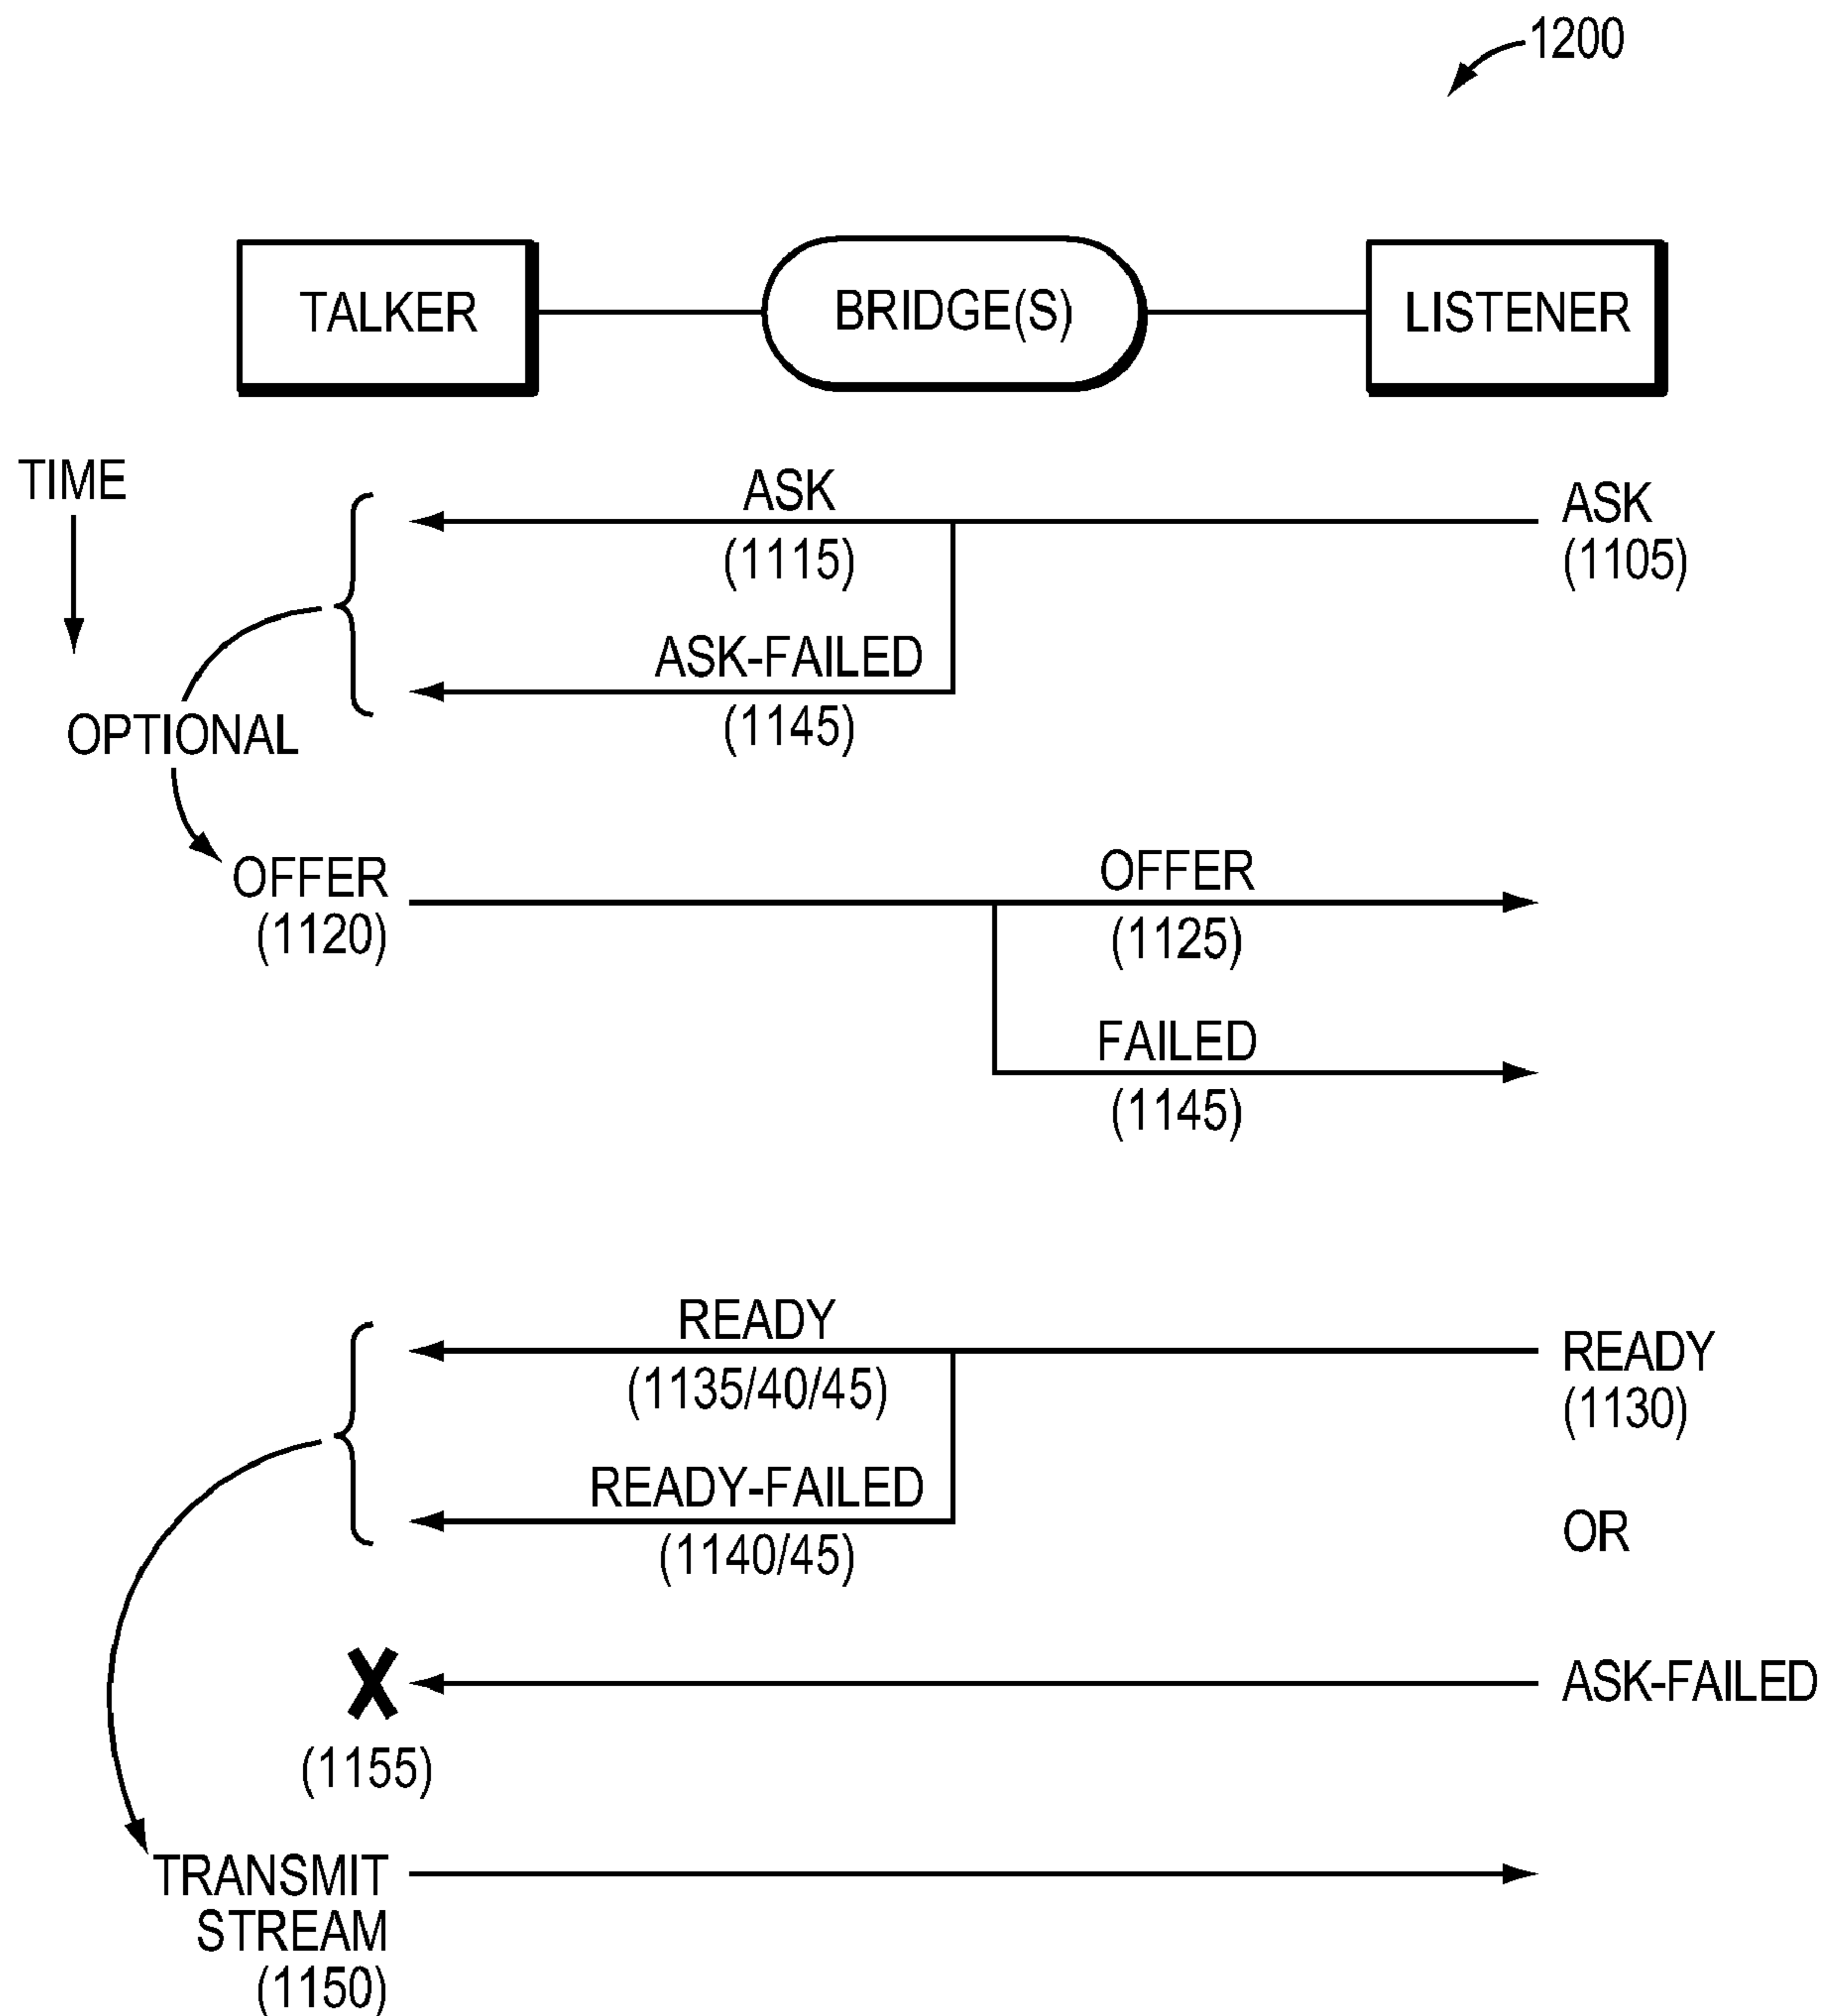 1200
TALKER
BRIDGE(S)
LISTENER
TIME
ASK
(1115)
ASK
(1105)
ASK-FAILED
(1145)
OPTIONAL
OFFER
(1120)
OFFER
(1125)
FAILED
(1145)
READY
(1135/40/45)
READY
(1130)
READY-FAILED
(1140/45)
OR
X
ASK-FAILED
(1155)
TRANSMIT
STREAM
(1150)